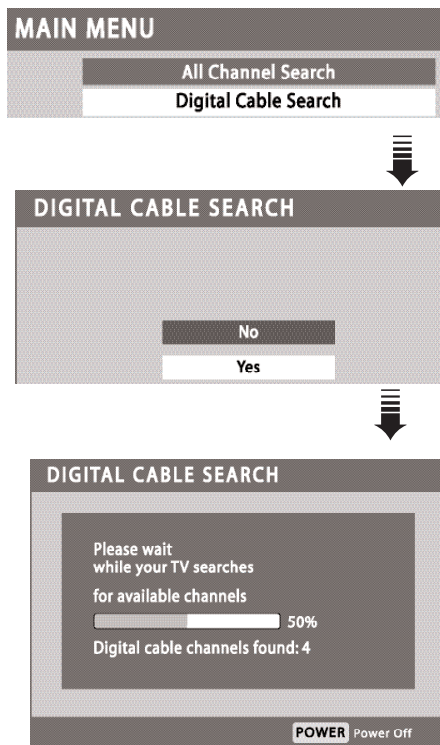 MAIN MENU
All Channel Search
Digital Cable Search
DIGITAL CABLE SEARCH
No
Yes
DIGITAL CABLE SEARCH
Please wait
while your TV searches
for available channels
50%
Digital cable channels found: 4
POWER Power Off